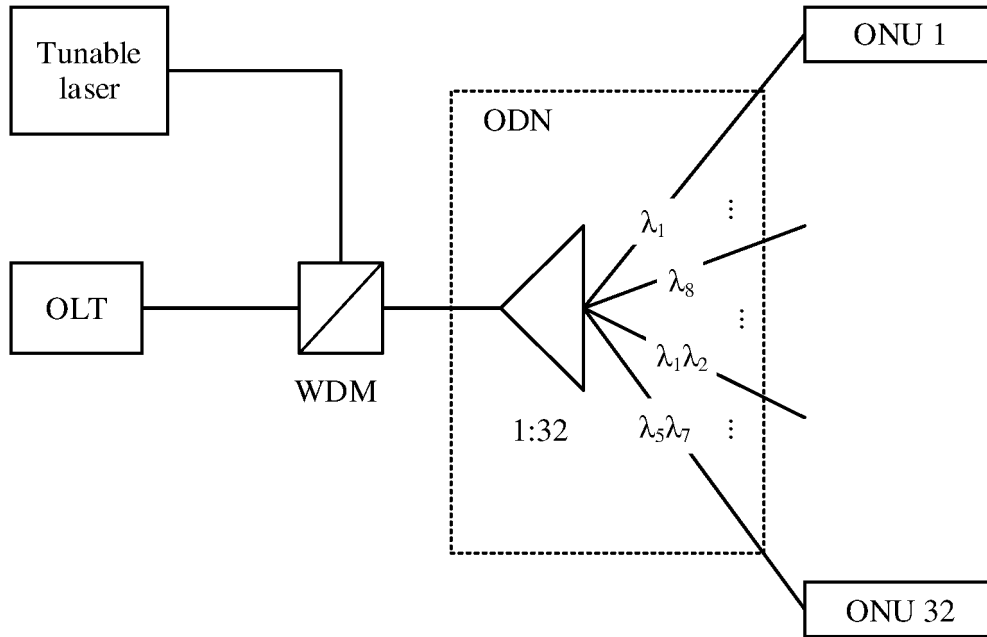 Tunable
laser
ONU 1
ODN
λ₁
⋮
λ₈
OLT
⋮
λ₁λ₂
WDM
1:32
λ₅λ₇
⋮
ONU 32